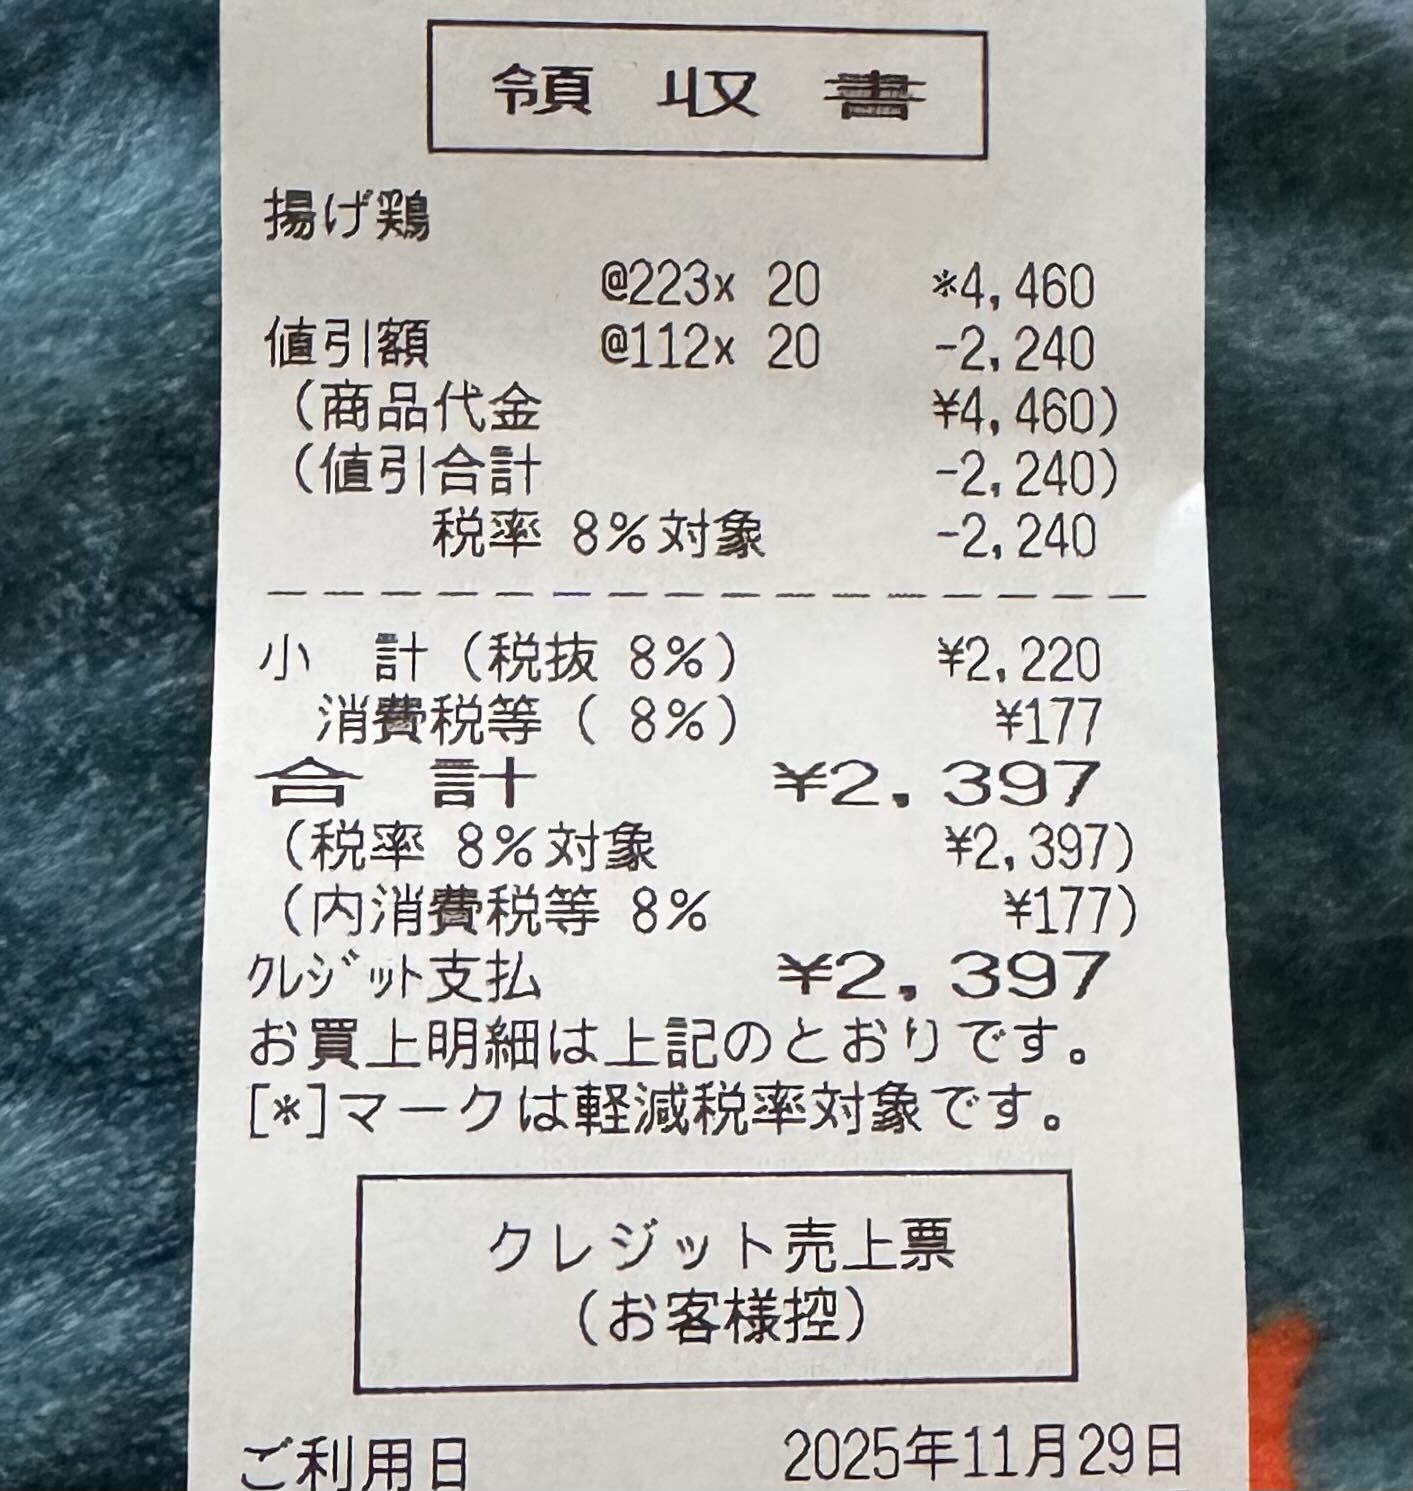 領収書
揚げ鶏
@223x 20 *4,460
値引額 @112x 20 -2,240
(商品代金 ¥4,460)
(値引合計 -2,240)
税率 8%対象 -2,240
小 計(税抜 8%) ¥2,220
消費税等( 8%) ¥177
合 計 ¥2,397
(税率 8%対象 ¥2,397)
(内消費税等 8% ¥177)
クレジット支払 ¥2,397
お買上明細は上記のとおりです。
[*]マークは軽減税率対象です。
クレジット売上票
(お客様控)
ご利用日 2025年11月29日